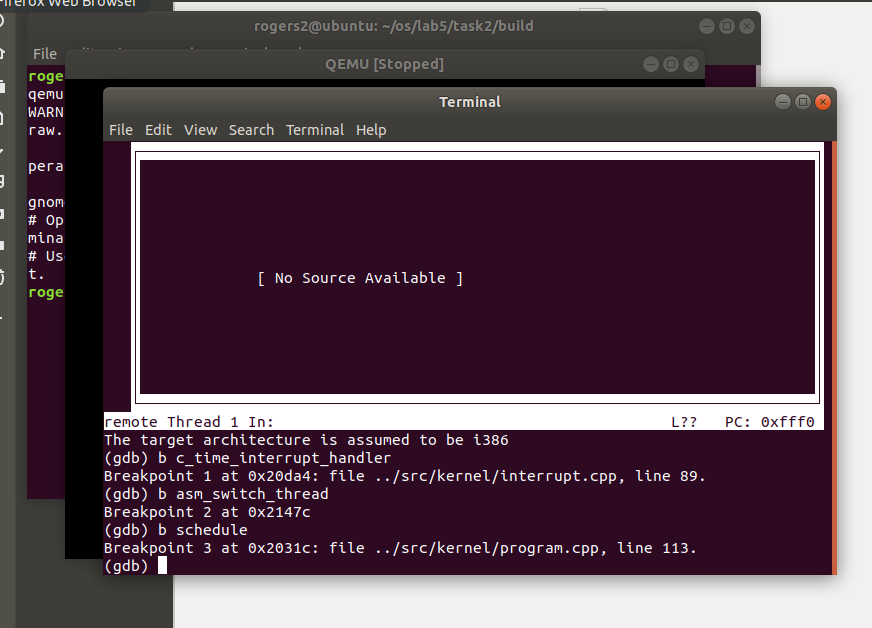 Firefox Web Browser
rogers2@ubuntu: ~/os/lab5/task2/build
File
QEMU [Stopped]
roge
qemu
WARN
raw.
pera
gnom
# Op
mina
# Us
t.
roge
Terminal
File Edit View Search Terminal Help
[ No Source Available ]
remote Thread 1 In: L?? PC: 0xfff0
The target architecture is assumed to be i386
(gdb) b c_time_interrupt_handler
Breakpoint 1 at 0x20da4: file ../src/kernel/interrupt.cpp, line 89.
(gdb) b asm_switch_thread
Breakpoint 2 at 0x2147c
(gdb) b schedule
Breakpoint 3 at 0x2031c: file ../src/kernel/program.cpp, line 113.
(gdb)